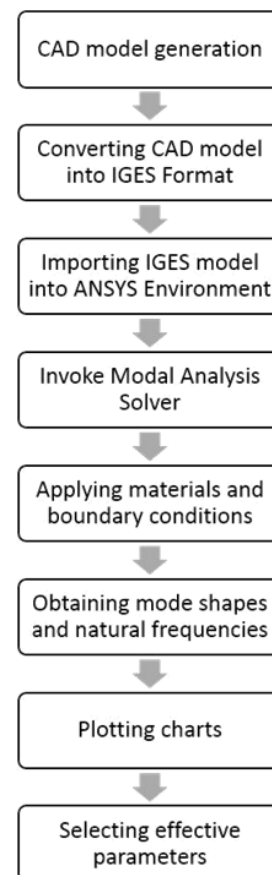 CAD model generation
Converting CAD model
into IGES Format
Importing IGES model
into ANSYS Environment
Invoke Modal Analysis
Solver
Applying materials and
boundary conditions
Obtaining mode shapes
and natural frequencies
Plotting charts
Selecting effective
parameters